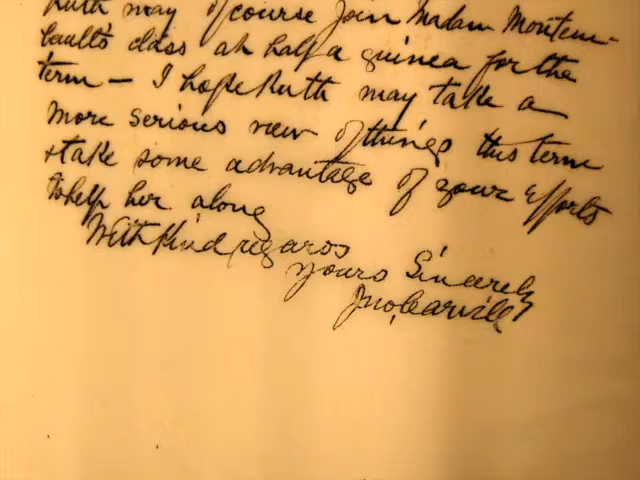 Ruth may of course join Madam Montem-
bault's class at half a guinea for the
term — I hope Ruth may take a
more serious view of things this term
+take some advantage of your efforts
to help her along
With kind regards
Yours Sincerely
Jno,Carvill